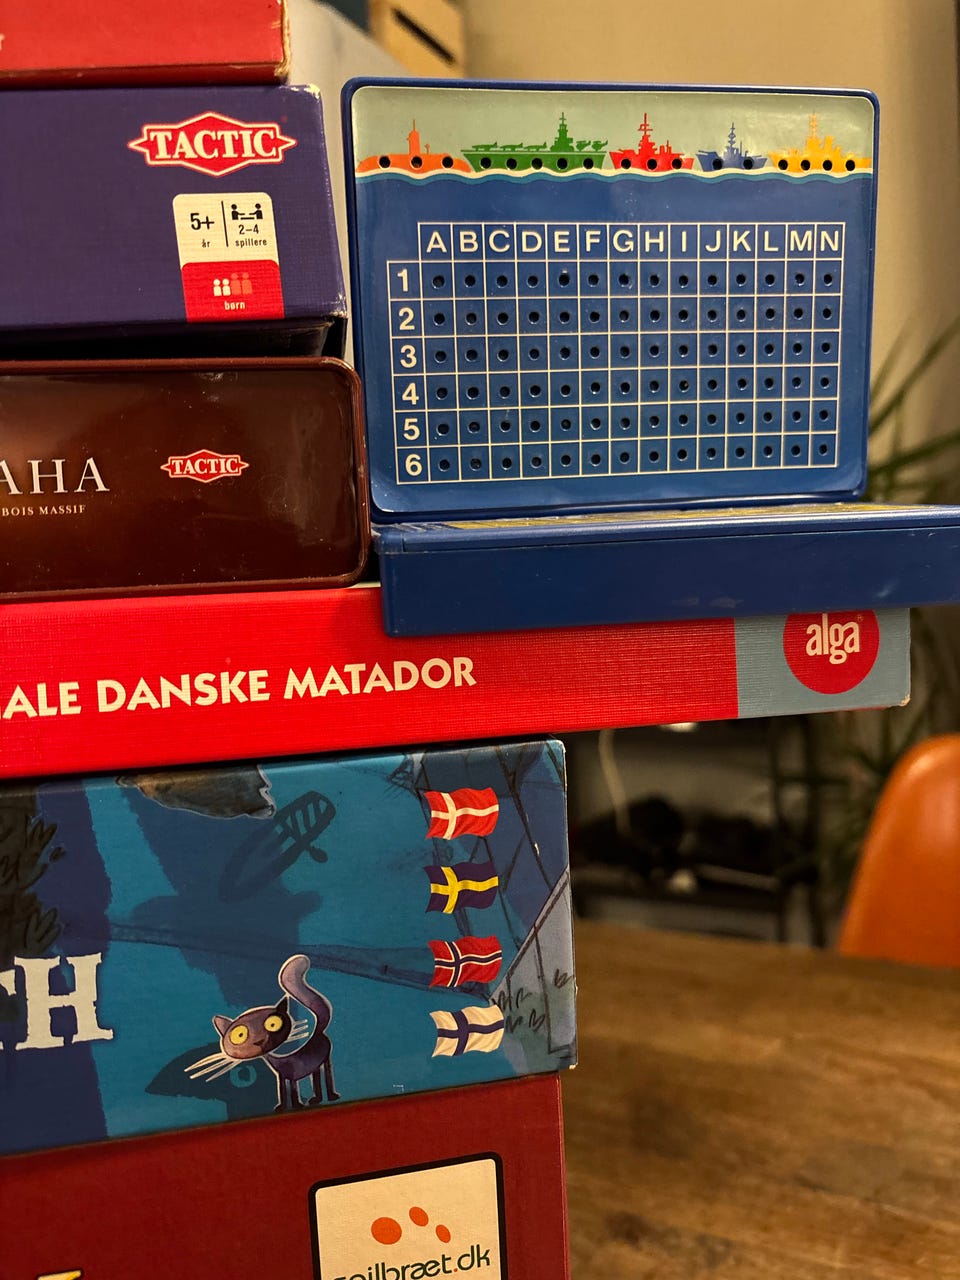 TACTIC
5+
år
2-4
spillere
børn
A B C D E F G H I J K L M N
1
2
3
4
5
6
AHA
TACTIC
BOIS MASSIF
ALE DANSKE MATADOR
alga
TH
spilbræt.dk